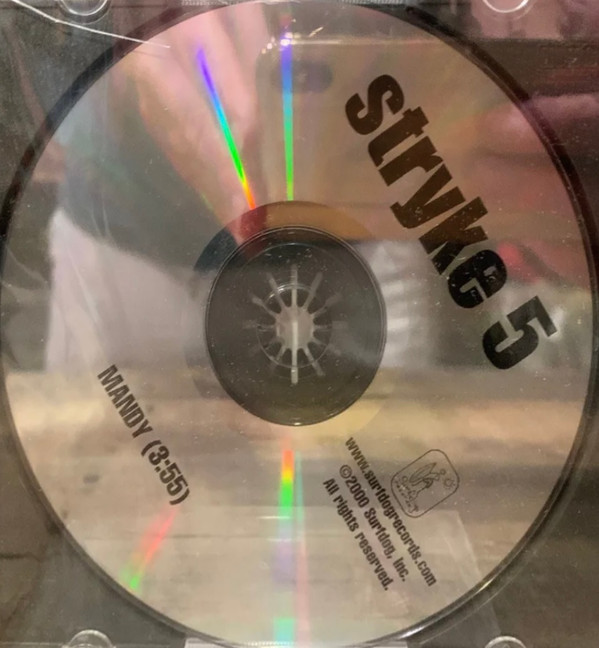 stryke 5
MANDY (3:55)
www.surfdogrecords.com
©2000 Surfdog, Inc.
All rights reserved.